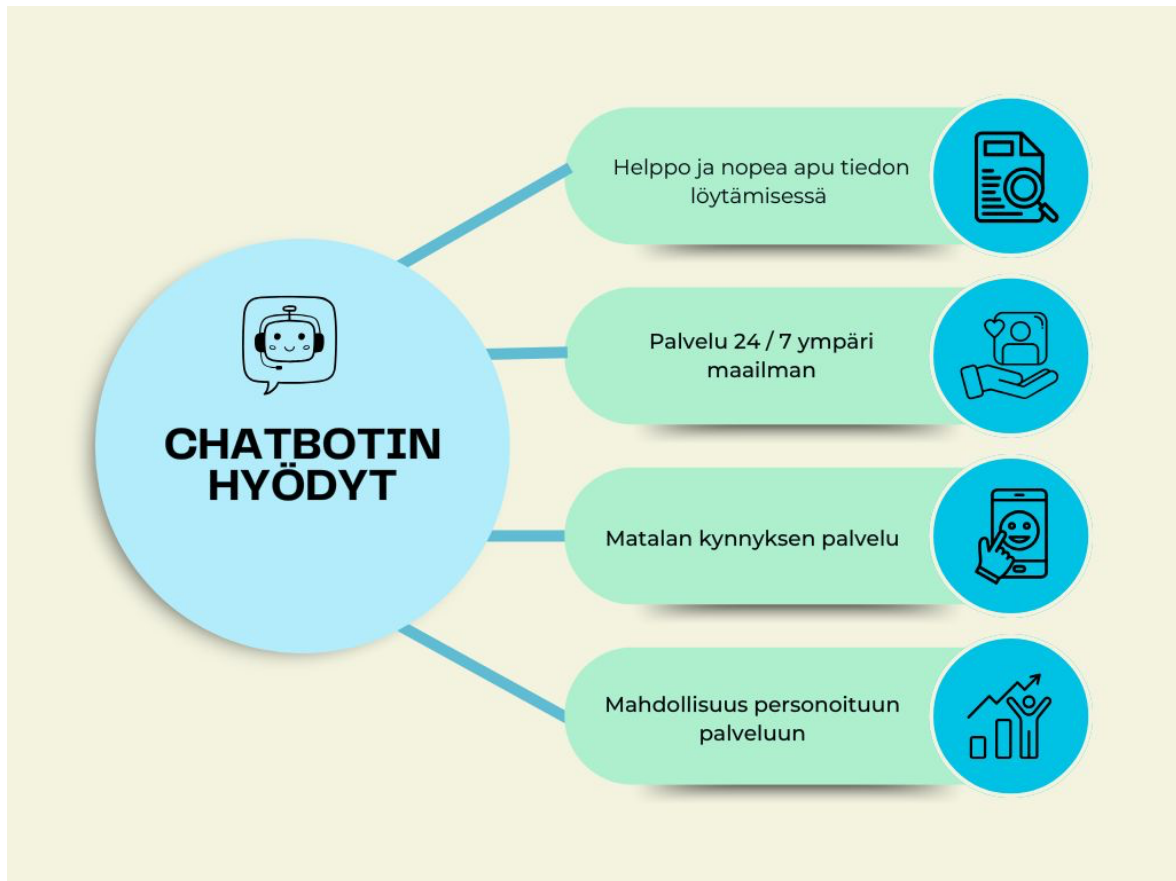 CHATBOTIN
HYÖDYT
Helppo ja nopea apu tiedon
löytämisessä
Palvelu 24 / 7 ympäri
maailman
Matalan kynnyksen palvelu
Mahdollisuus personoituun
palveluun